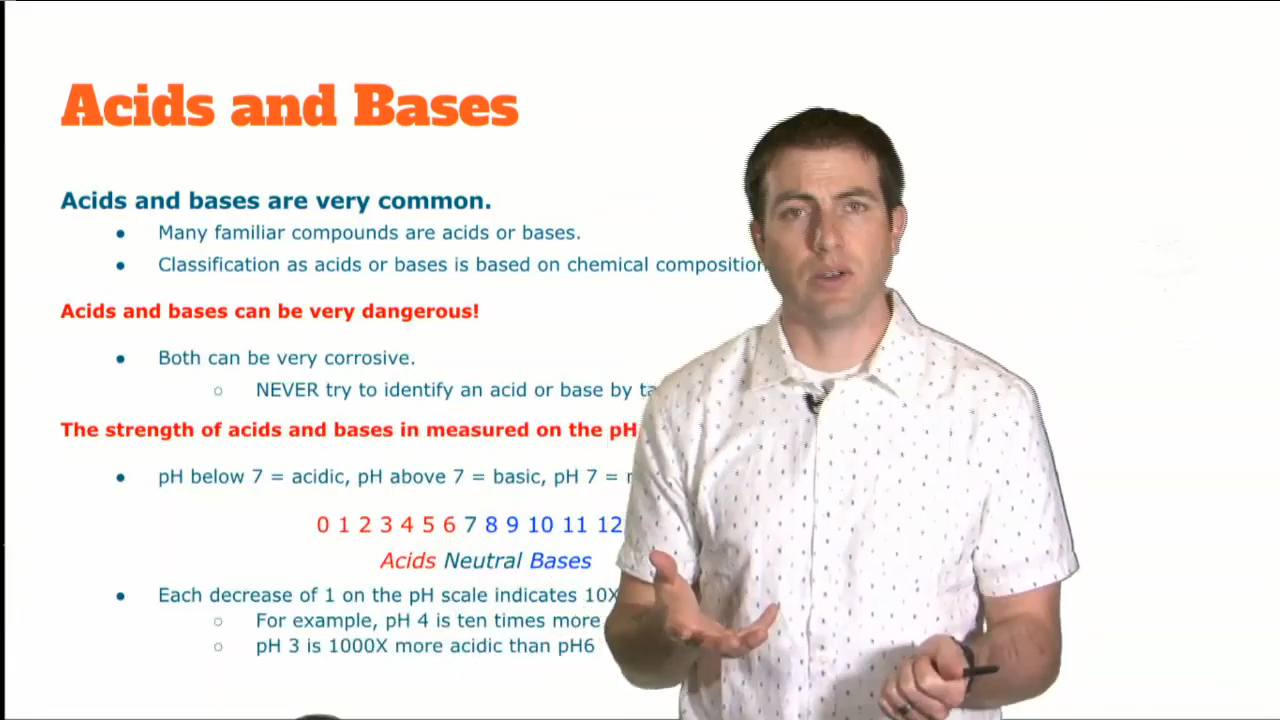 Acids and Bases
Acids and bases are very common.
• Many familiar compounds are acids or bases.
• Classification as acids or bases is based on chemical composition
Acids and bases can be very dangerous!
• Both can be very corrosive.
○ NEVER try to identify an acid or base by
The strength of acids and bases in measured on the pH
• pH below 7 = acidic, pH above 7 = basic, pH 7 =
0 1 2 3 4 5 6 7 8 9 10 11 12
Acids Neutral Bases
• Each decrease of 1 on the pH scale indicates 10X
○ For example, pH 4 is ten times more
○ pH 3 is 1000X more acidic than pH6